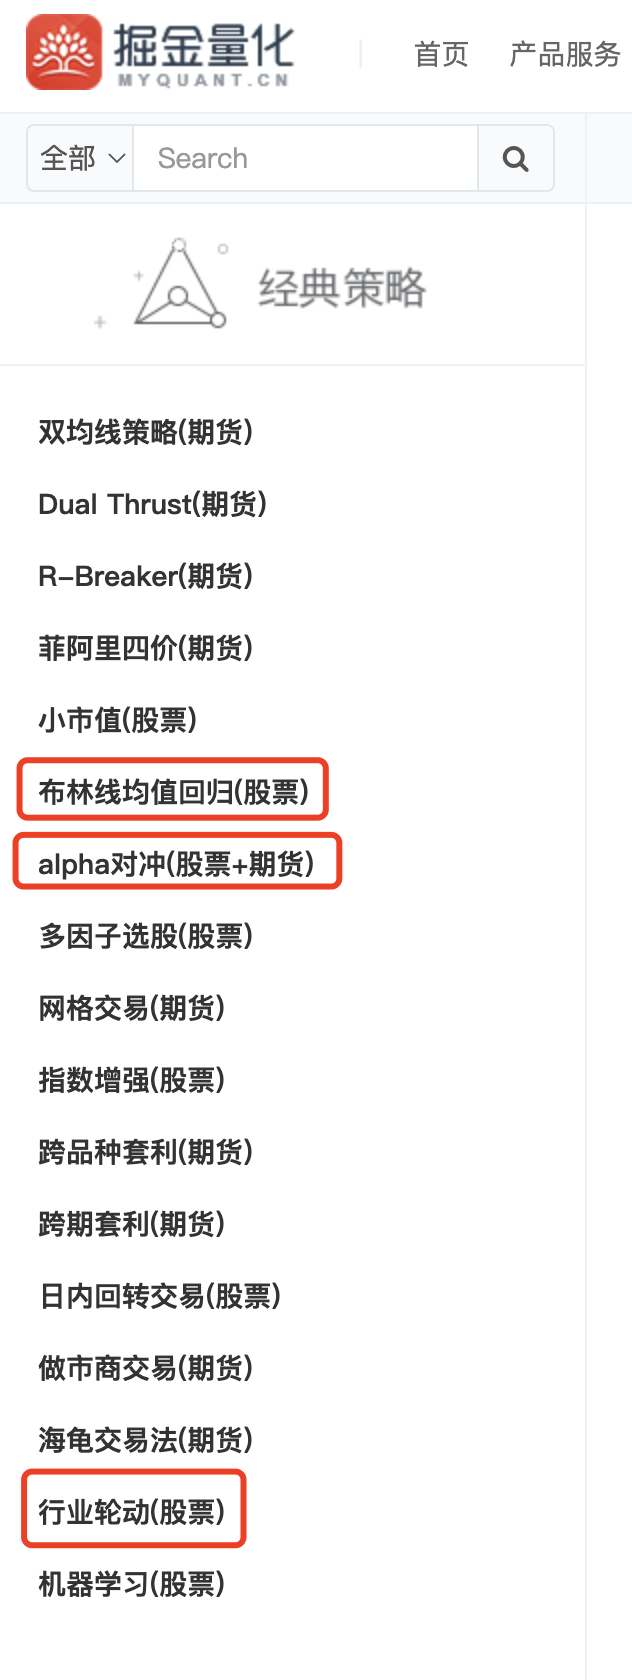 掘金量化
MYQUANT.CN
首页 产品服务
全部 Search
经典策略
双均线策略(期货)
Dual Thrust(期货)
R-Breaker(期货)
菲阿里四价(期货)
小市值(股票)
布林线均值回归(股票)
alpha对冲(股票+期货)
多因子选股(股票)
网格交易(期货)
指数增强(股票)
跨品种套利(期货)
跨期套利(期货)
日内回转交易(股票)
做市商交易(期货)
海龟交易法(期货)
行业轮动(股票)
机器学习(股票)